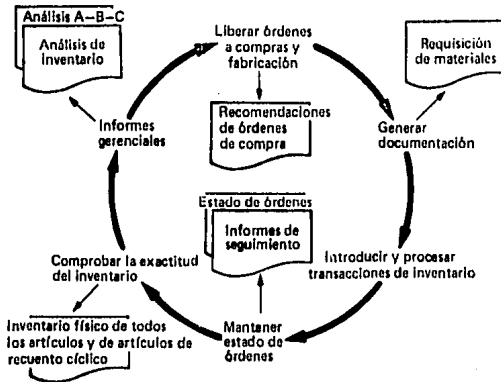 Análisis A-B-C
Análisis de
inventario
Liberar órdenes
a compras y
fabricación
Requisición
de materiales
Informes
gerenciales
Recomendaciones
de órdenes
de compra
Generar
documentación
Estado de órdenes
Informes de
seguimiento
Comprobar la exactitud
del inventario
Introducir y procesar
transacciones de inventario
Inventario físico de todos
los artículos y de artículos de
recuento cíclico
Mantener
estado de
órdenes